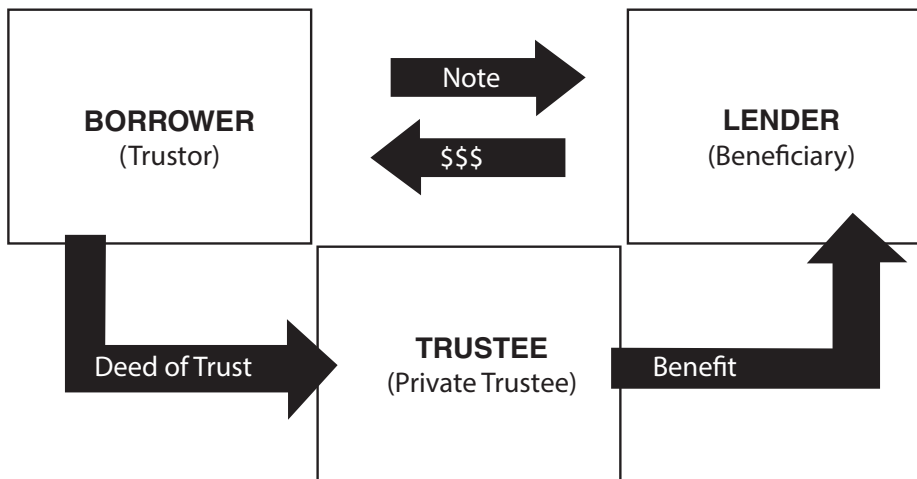 BORROWER
(Trustor)
Note
$$$
LENDER
(Beneficiary)
Deed of Trust
TRUSTEE
(Private Trustee)
Benefit